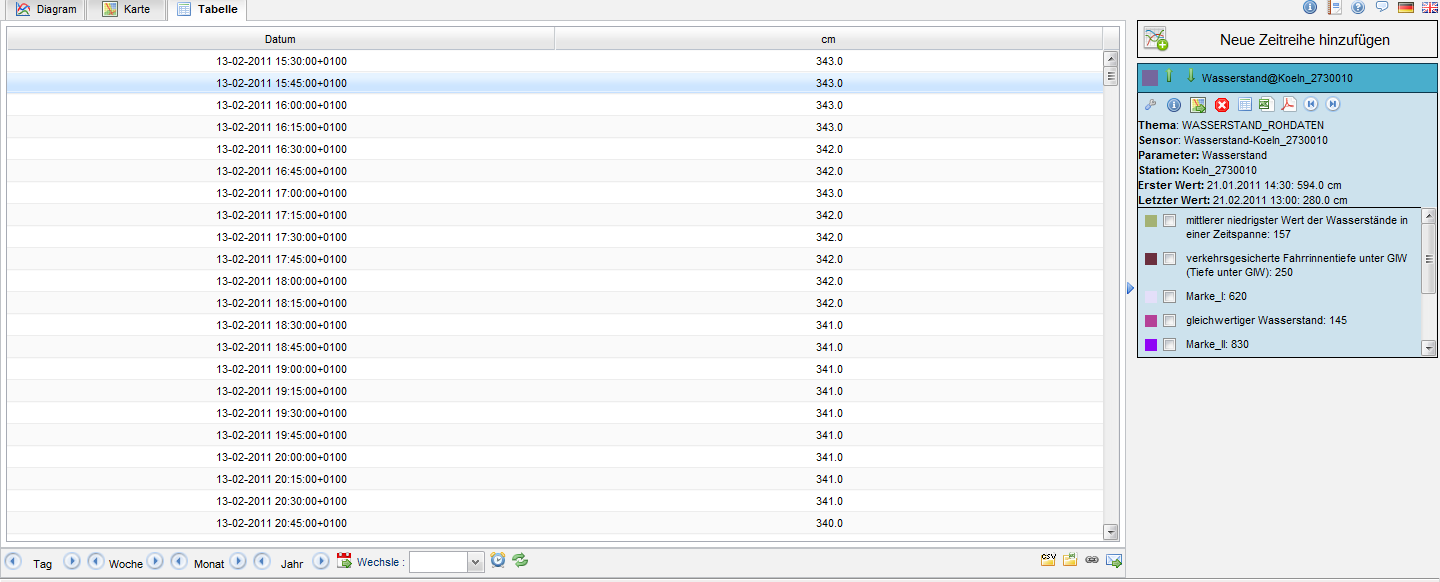 Diagram Karte Tabelle
Datum cm
13-02-2011 15:30:00+0100 343.0
13-02-2011 15:45:00+0100 343.0
13-02-2011 16:00:00+0100 343.0
13-02-2011 16:15:00+0100 343.0
13-02-2011 16:30:00+0100 342.0
13-02-2011 16:45:00+0100 342.0
13-02-2011 17:00:00+0100 343.0
13-02-2011 17:15:00+0100 342.0
13-02-2011 17:30:00+0100 342.0
13-02-2011 17:45:00+0100 342.0
13-02-2011 18:00:00+0100 342.0
13-02-2011 18:15:00+0100 342.0
13-02-2011 18:30:00+0100 341.0
13-02-2011 18:45:00+0100 341.0
13-02-2011 19:00:00+0100 341.0
13-02-2011 19:15:00+0100 341.0
13-02-2011 19:30:00+0100 341.0
13-02-2011 19:45:00+0100 341.0
13-02-2011 20:00:00+0100 341.0
13-02-2011 20:15:00+0100 341.0
13-02-2011 20:30:00+0100 341.0
13-02-2011 20:45:00+0100 340.0
Tag Woche Monat Jahr Wechsle : CSV
Neue Zeitreihe hinzufügen
Wasserstand@Koeln_2730010
Thema: WASSERSTAND_ROHDATEN
Sensor: Wasserstand-Koeln_2730010
Parameter: Wasserstand
Station: Koeln_2730010
Erster Wert: 21.01.2011 14:30: 594.0 cm
Letzter Wert: 21.02.2011 13:00: 280.0 cm
mittlerer niedrigster Wert der Wasserstände in
einer Zeitspanne: 157
verkehrsgesicherte Fahrrinnentiefe unter GlW
(Tiefe unter GlW): 250
Marke_I: 620
gleichwertiger Wasserstand: 145
Marke_II: 830